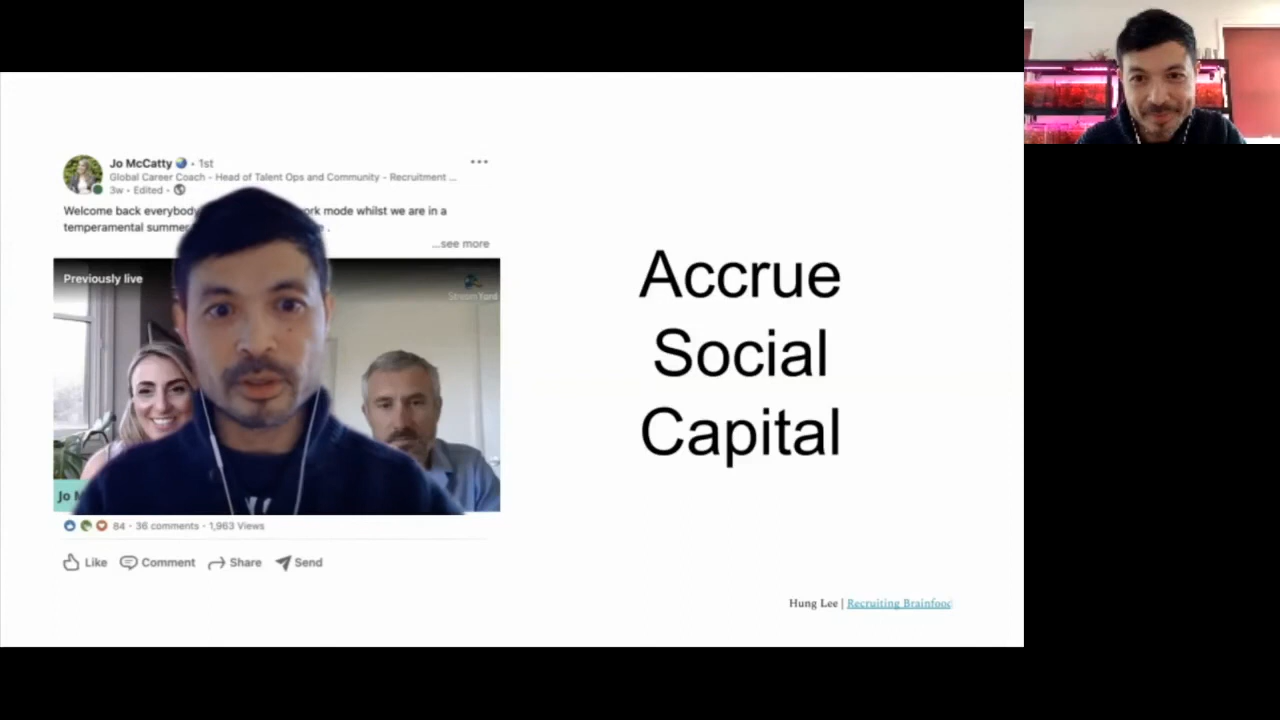 Jo McCatty • 1st
Global Career Coach - Head of Talent Ops and Community - Recruitment ...
3w • Edited •
Welcome back everybody ork mode whilst we are in a
temperamental summer .
...see more
Previously live
StreamYard
Jo M
84 • 36 comments • 1,963 Views
Like Comment Share Send
Accrue
Social
Capital
Hung Lee | Recruiting Brainfood